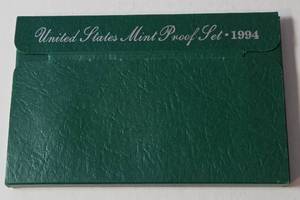 United States Mint Proof Set • 1994